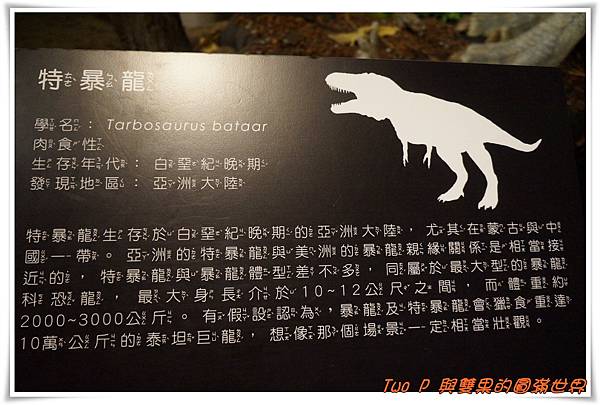 特暴龍
學名：Tarbosaurus bataar
肉食性
生存年代：白堊紀晚期
發現地區：亞洲大陸
特暴龍生存於白堊紀晚期的亞洲大陸，尤其在蒙古與中
國一帶。亞洲的特暴龍與美洲的暴龍親緣關係是相當接
近的，特暴龍與暴龍體型差不多，同屬於最大型的暴龍
科恐龍，最大身長介於10~12公尺之間，而體重約
2000~3000公斤。有假設認為，暴龍及特暴龍會獵食重達
10萬公斤的泰坦巨龍，想像那個場景一定相當壯觀。
Two P 與雙果的圓滿世界